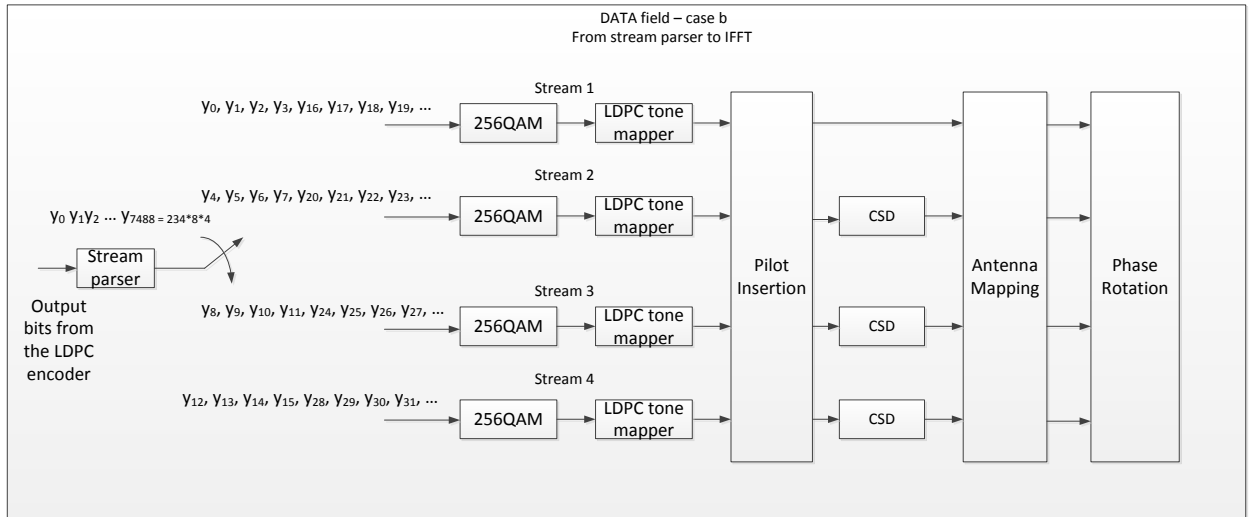 DATA field – case b
From stream parser to IFFT
Stream 1
y0, y1, y2, y3, y16, y17, y18, y19, ...
256QAM
LDPC tone
mapper
Stream 2
y4, y5, y6, y7, y20, y21, y22, y23, ...
256QAM
LDPC tone
mapper
CSD
y0 y1y2 ... y7488 = 234*8*4
Stream
parser
Output
bits from
the LDPC
encoder
Stream 3
y8, y9, y10, y11, y24, y25, y26, y27, ...
256QAM
LDPC tone
mapper
CSD
Stream 4
y12, y13, y14, y15, y28, y29, y30, y31, ...
256QAM
LDPC tone
mapper
CSD
Pilot
Insertion
Antenna
Mapping
Phase
Rotation